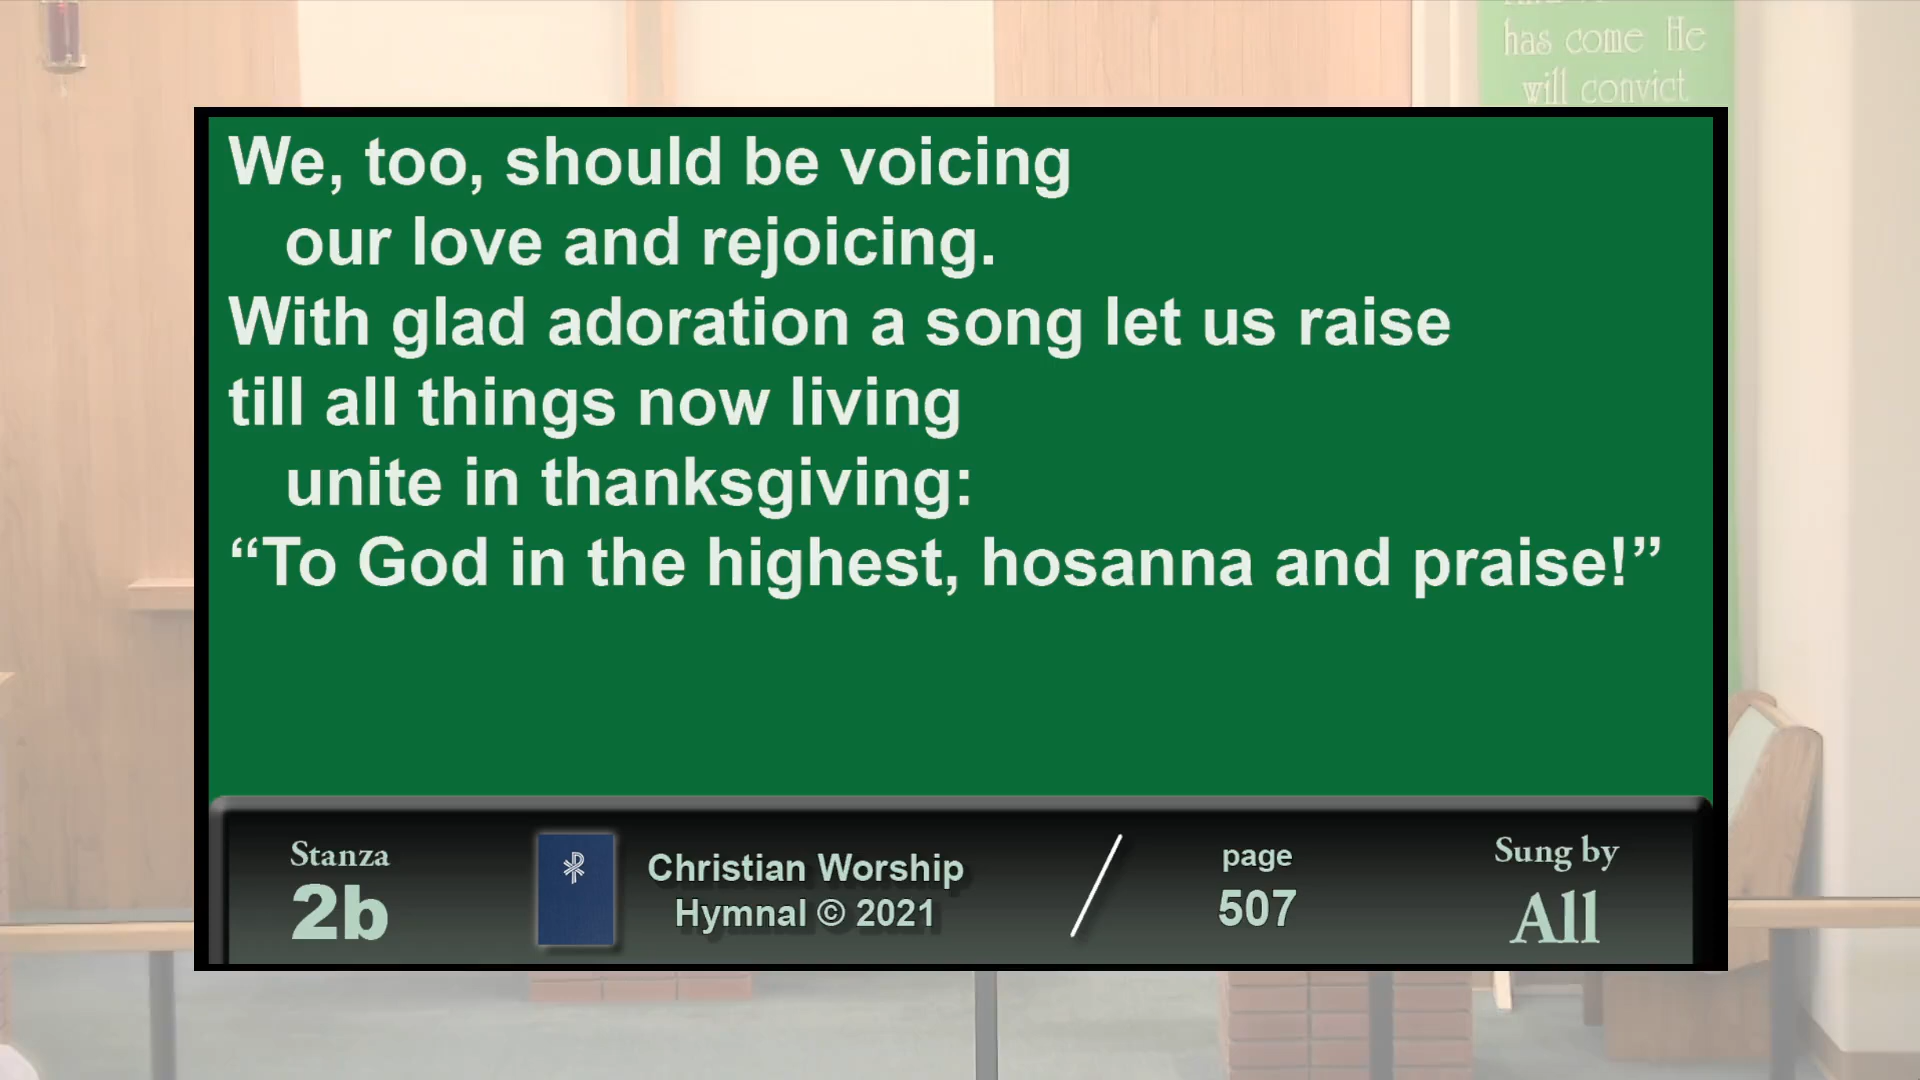 has come He
will convict
We, too, should be voicing
our love and rejoicing.
With glad adoration a song let us raise
till all things now living
unite in thanksgiving:
“To God in the highest, hosanna and praise!”
Stanza
2b
Christian Worship
Hymnal © 2021
page
507
Sung by
All